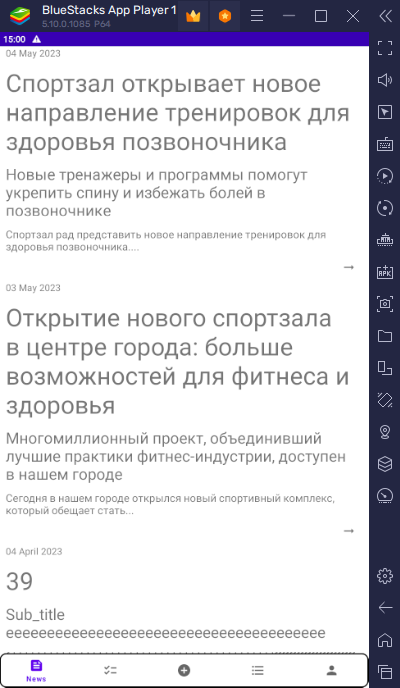 BlueStacks App Player 1
5.10.0.1085 P64
15:00
04 May 2023
Спортзал открывает новое
направление тренировок для
здоровья позвоночника
Новые тренажеры и программы помогут
укрепить спину и избежать болей в
позвоночнике
Спортзал рад представить новое направление тренировок для
здоровья позвоночника....
→
03 May 2023
Открытие нового спортзала
в центре города: больше
возможностей для фитнеса и
здоровья
Многомиллионный проект, объединивший
лучшие практики фитнес-индустрии, доступен
в нашем городе
Сегодня в нашем городе открылся новый спортивный комплекс,
который обещает стать...
→
04 April 2023
39
Sub_title
eeeeeeeeeeeeeeeeeeeeeeeeeeeeeeeeeeeeeee
News